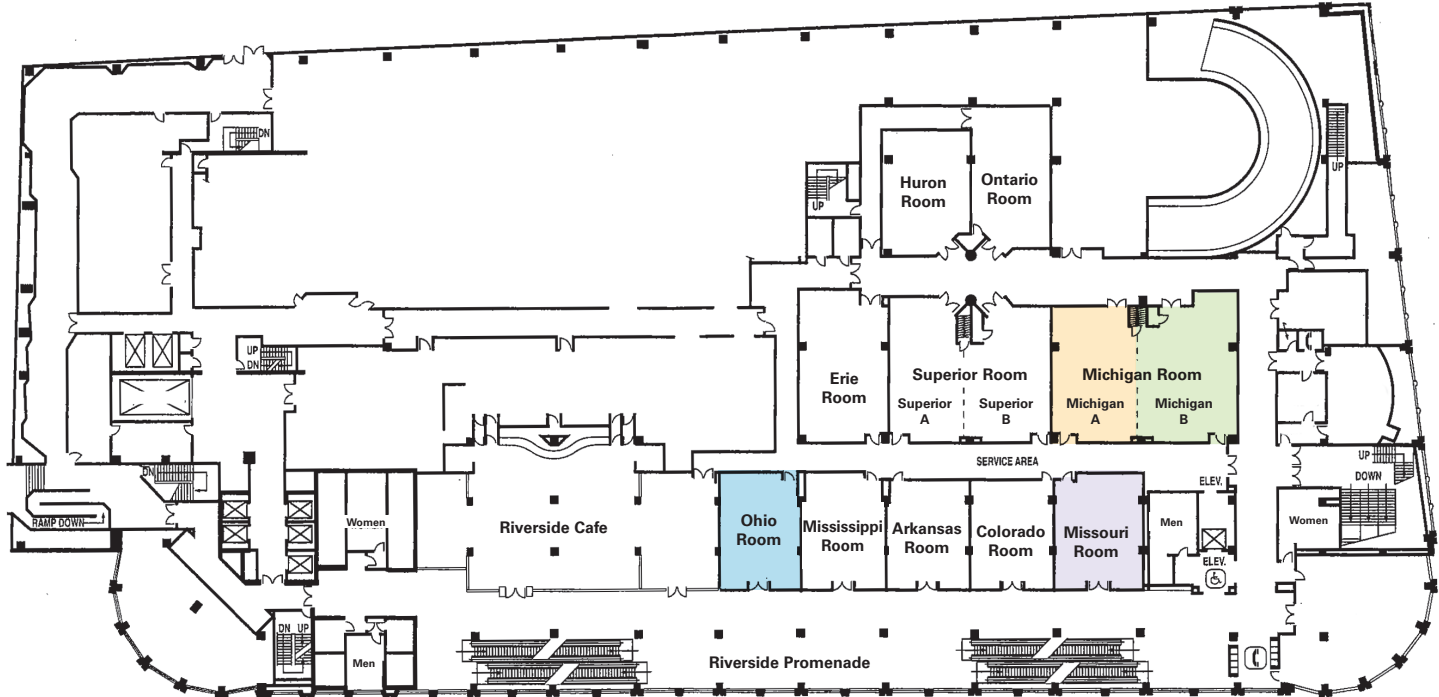 DN
UP
UP
Huron
Room
Ontario
Room
UP
DN
Erie
Room
Superior Room
Superior
A
Superior
B
Michigan Room
Michigan
A
Michigan
B
SERVICE AREA
DN
RAMP DOWN
Women
Riverside Cafe
Ohio
Room
Mississippi
Room
Arkansas
Room
Colorado
Room
Missouri
Room
Men
ELEV.
ELEV.
Women
UP
DOWN
DN UP
Men
Riverside Promenade